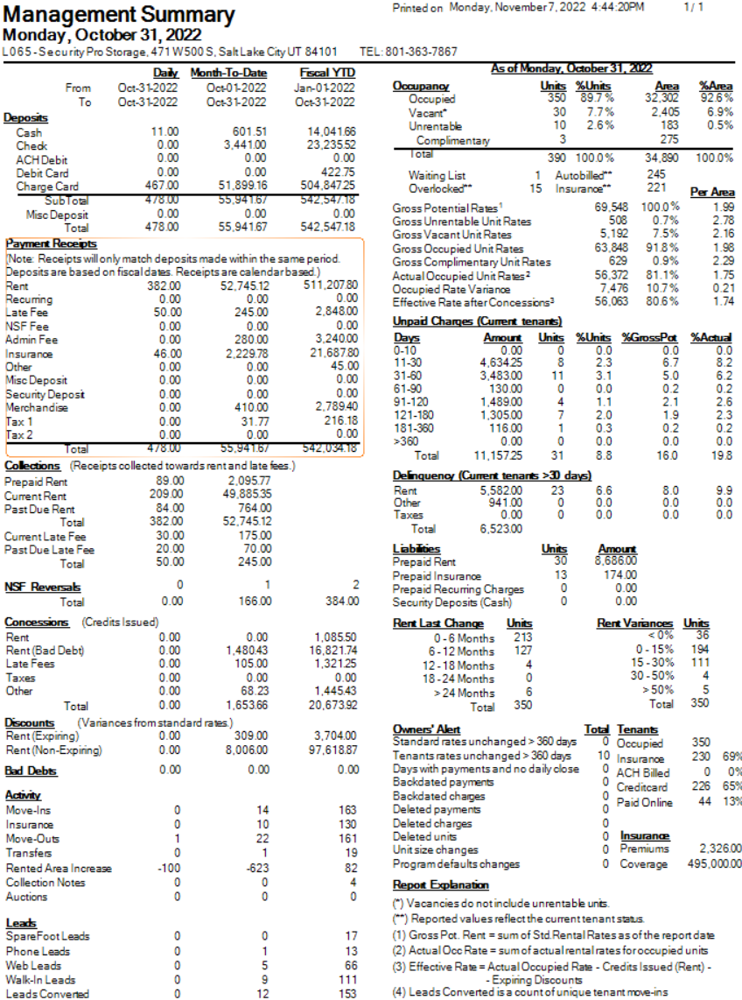 Management Summary
Monday, October 31, 2022
Printed on Monday, November 7, 2022 4:44:20PM 1/ 1
L065 - Security Pro Storage, 471 W 500 S, Salt Lake City UT 84101 TEL: 801-363-7867
Daily Month-To-Date Fiscal YTD
From Oct-31-2022 Oct-01-2022 Jan-01-2022
To Oct-31-2022 Oct-31-2022 Oct-31-2022
Deposits
Cash 11.00 601.51 14,041.66
Check 0.00 3,441.00 23,235.52
ACH Debit 0.00 0.00 0.00
Debit Card 0.00 0.00 422.75
Charge Card 467.00 51,899.16 504,847.25
Sub Total 478.00 55,941.67 542,547.18
Misc Deposit 0.00 0.00 0.00
Total 478.00 55,941.67 542,547.18
Payment Receipts
(Note: Receipts will only match deposits made within the same period.
Deposits are based on fiscal dates. Receipts are calendar based.)
Rent 382.00 52,745.12 511,207.80
Recurring 0.00 0.00 0.00
Late Fee 50.00 245.00 2,848.00
NSF Fee 0.00 0.00 0.00
Admin Fee 0.00 280.00 3,240.00
Insurance 46.00 2,229.78 21,687.80
Other 0.00 0.00 45.00
Misc Deposit 0.00 0.00 0.00
Security Deposit 0.00 0.00 0.00
Merchandise 0.00 410.00 2,789.40
Tax 1 0.00 31.77 216.18
Tax 2 0.00 0.00 0.00
Total 478.00 55,941.67 542,034.18
Collections (Receipts collected towards rent and late fees.)
Prepaid Rent 89.00 2,095.77
Current Rent 209.00 49,885.35
Past Due Rent 84.00 764.00
Total 382.00 52,745.12
Current Late Fee 30.00 175.00
Past Due Late Fee 20.00 70.00
Total 50.00 245.00
NSF Reversals 0 1 2
Total 0.00 166.00 384.00
Concessions (Credits Issued)
Rent 0.00 0.00 1,085.50
Rent (Bad Debt) 0.00 1,480.43 16,821.74
Late Fees 0.00 105.00 1,321.25
Taxes 0.00 0.00 0.00
Other 0.00 68.23 1,445.43
Total 0.00 1,653.66 20,673.92
Discounts (Variances from standard rates.)
Rent (Expiring) 0.00 309.00 3,704.00
Rent (Non-Expiring) 0.00 8,006.00 97,618.87
Bad Debts 0.00 0.00 0.00
Activity
Move-Ins 0 14 163
Insurance 0 10 130
Move-Outs 1 22 161
Transfers 0 1 19
Rented Area Increase -100 -623 82
Collection Notes 0 0 4
Auctions 0 0 0
Leads
SpareFoot Leads 0 0 17
Phone Leads 0 1 13
Web Leads 0 5 66
Walk-In Leads 0 9 111
Leads Converted 0 12 153
As of Monday, October 31, 2022
Occupancy Units %Units Area %Area
Occupied 350 89.7 % 32,302 92.6%
Vacant* 30 7.7% 2,405 6.9%
Unrentable 10 2.6% 183 0.5%
Complimentary 3 275
Total 390 100.0% 34,890 100.0%
Waiting List 1 Autobilled** 245
Overlocked** 15 Insurance** 221 Per Area
Gross Potential Rates¹ 69,548 100.0% 1.99
Gross Unrentable Unit Rates 508 0.7% 2.78
Gross Vacant Unit Rates 5,192 7.5% 2.16
Gross Occupied Unit Rates 63,848 91.8% 1.98
Gross Complimentary Unit Rates 629 0.9% 2.29
Actual Occupied Unit Rates² 56,372 81.1% 1.75
Occupied Rate Variance 7,476 10.7% 0.21
Effective Rate after Concessions³ 56,063 80.6% 1.74
Unpaid Charges (Current tenants)
Days Amount Units %Units %GrossPot %Actual
0-10 0.00 0 0.0 0.0 0.0
11-30 4,634.25 8 2.3 6.7 8.2
31-60 3,483.00 11 3.1 5.0 6.2
61-90 130.00 0 0.0 0.2 0.2
91-120 1,489.00 4 1.1 2.1 2.6
121-180 1,305.00 7 2.0 1.9 2.3
181-360 116.00 1 0.3 0.2 0.2
>360 0.00 0 0.0 0.0 0.0
Total 11,157.25 31 8.8 16.0 19.8
Delinquency (Current tenants >30 days)
Rent 5,582.00 23 6.6 8.0 9.9
Other 941.00 0 0.0 0.0 0.0
Taxes 0.00 0 0.0 0.0 0.0
Total 6,523.00
Liabilities Units Amount
Prepaid Rent 30 8,686.00
Prepaid Insurance 13 174.00
Prepaid Recurring Charges 0 0.00
Security Deposits (Cash) 0 0.00
Rent Last Change Units Rent Variances Units
0 - 6 Months 213 < 0% 36
6 - 12 Months 127 0 - 15% 194
12 - 18 Months 4 15 - 30% 111
18 - 24 Months 0 30 - 50% 4
> 24 Months 6 > 50% 5
Total 350 Total 350
Owners' Alert Total Tenants
Standard rates unchanged > 360 days 0 Occupied 350
Tenants rates unchanged > 360 days 10 Insurance 230 69%
Days with payments and no daily close 0 ACH Billed 0 0%
Backdated payments 0 Creditcard 226 65%
Backdated charges 0 Paid Online 44 13%
Deleted payments 0
Deleted charges 0
Deleted units 0 Insurance
Unit size changes 0 Premiums 2,326.00
Program defaults changes 0 Coverage 495,000.00
Report Explanation
(*) Vacancies do not include unrentable units.
(**) Reported values reflect the current tenant status.
(1) Gross Pot. Rent = sum of Std.Rental Rates as of the report date
(2) Actual Occ Rate = sum of actual rental rates for occupied units
(3) Effective Rate = Actual Occupied Rate - Credits Issued (Rent) -
- Expiring Discounts
(4) Leads Converted is a count of unique tenant move-ins